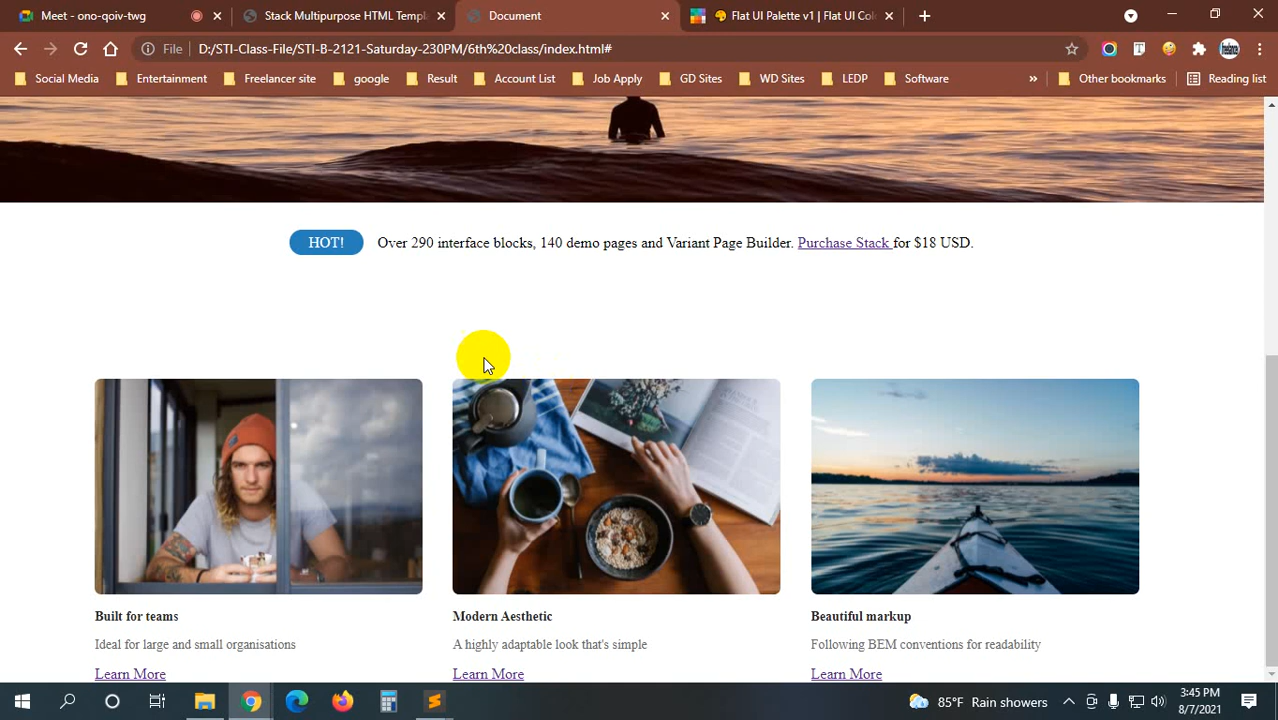 Meet - ono-qoiv-twg
Stack Multipurpose HTML Templ
Document
Flat UI Palette v1 | Flat UI Col
File
D:/STI-Class-File/STI-B-2121-Saturday-230PM/6th%20class/index.html#
Social Media
Entertainment
Freelancer site
google
Result
Account List
Job Apply
GD Sites
WD Sites
LEDP
Software
»
Other bookmarks
Reading list
HOT!
Over 290 interface blocks, 140 demo pages and Variant Page Builder. Purchase Stack for $18 USD.
Built for teams
Modern Aesthetic
Beautiful markup
Ideal for large and small organisations
A highly adaptable look that's simple
Following BEM conventions for readability
Learn More
Learn More
Learn More
85°F Rain showers
3:45 PM
8/7/2021